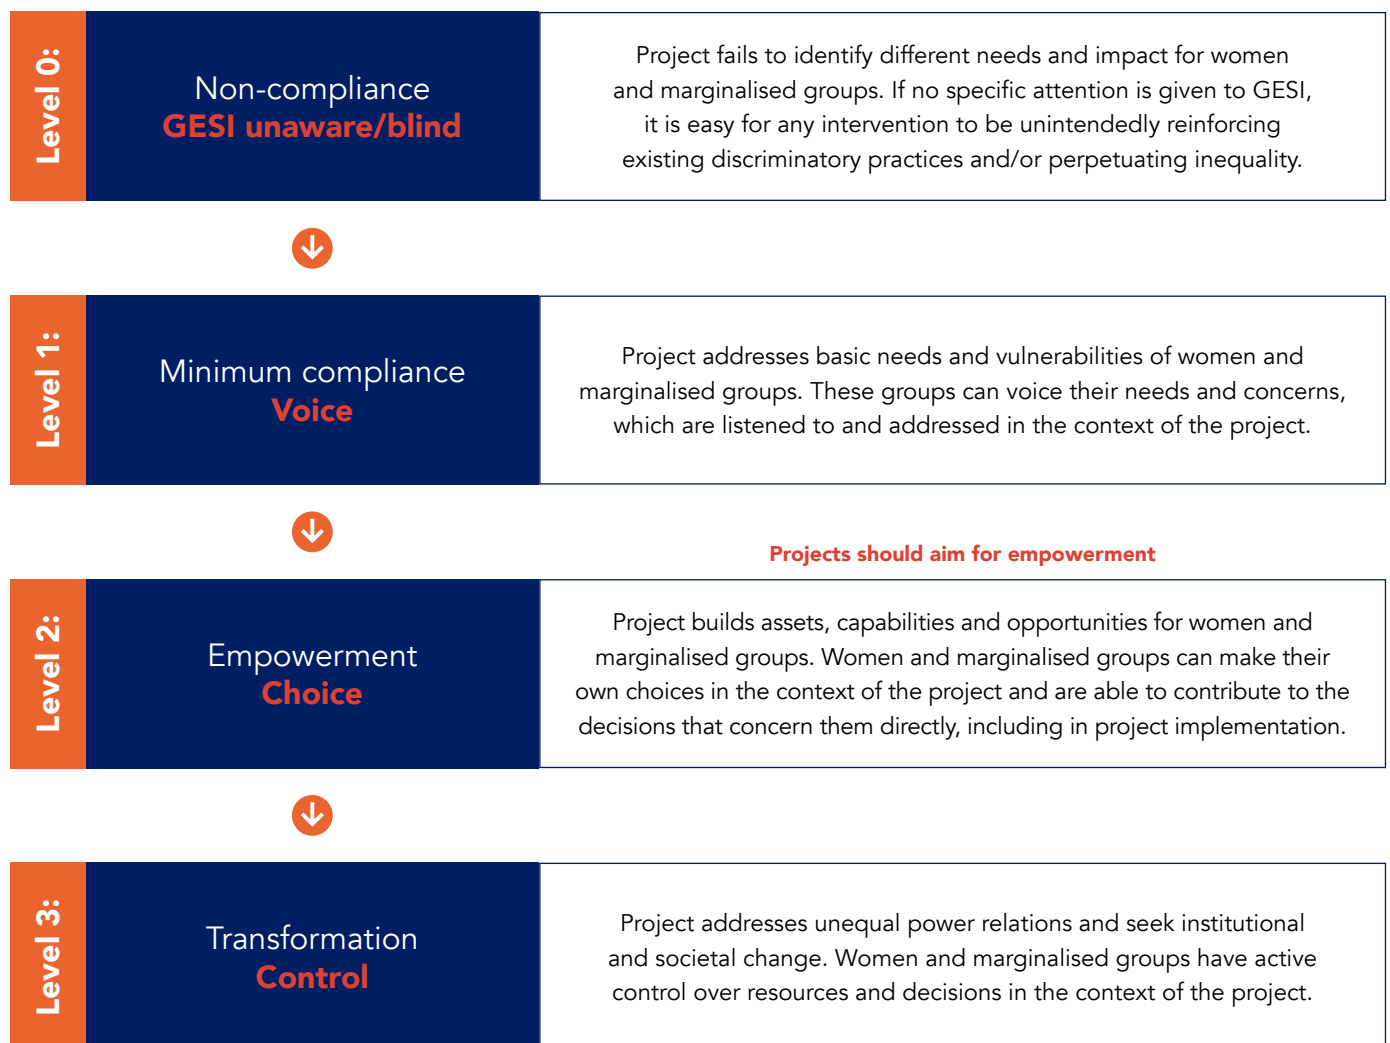 Level 0:
Non-compliance
GESI unaware/blind
Project fails to identify different needs and impact for women
and marginalised groups. If no specific attention is given to GESI,
it is easy for any intervention to be unintendedly reinforcing
existing discriminatory practices and/or perpetuating inequality.
Level 1:
Minimum compliance
Voice
Project addresses basic needs and vulnerabilities of women and
marginalised groups. These groups can voice their needs and concerns,
which are listened to and addressed in the context of the project.
Projects should aim for empowerment
Level 2:
Empowerment
Choice
Project builds assets, capabilities and opportunities for women and
marginalised groups. Women and marginalised groups can make their
own choices in the context of the project and are able to contribute to the
decisions that concern them directly, including in project implementation.
Level 3:
Transformation
Control
Project addresses unequal power relations and seek institutional
and societal change. Women and marginalised groups have active
control over resources and decisions in the context of the project.